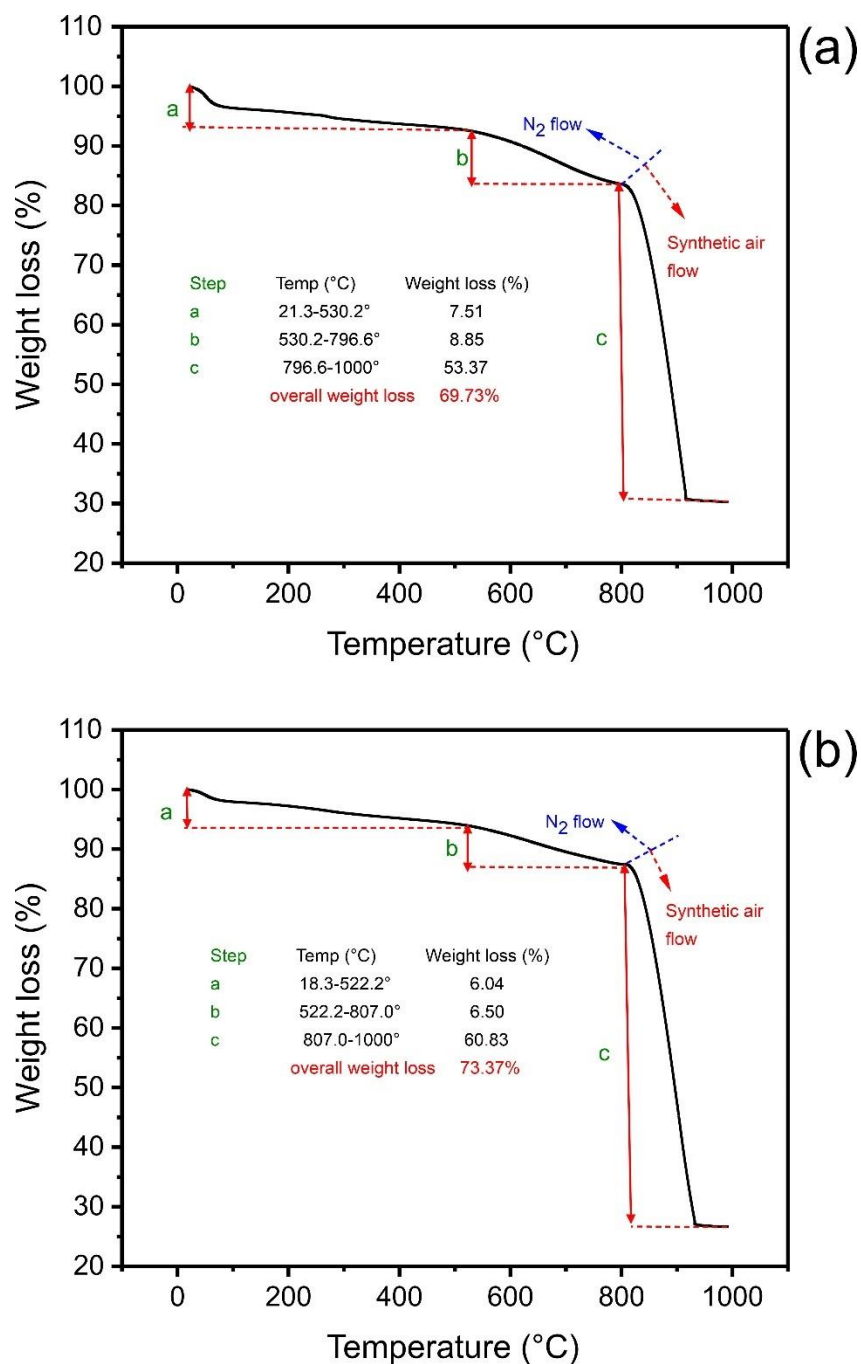 (a)
110
100
90
80
70
60
50
40
30
20
Weight loss (%)
a
b
c
N2 flow
Synthetic air
flow
Step Temp (°C) Weight loss (%)
a 21.3-530.2° 7.51
b 530.2-796.6° 8.85
c 796.6-1000° 53.37
overall weight loss 69.73%
0 200 400 600 800 1000
Temperature (°C)
(b)
110
100
90
80
70
60
50
40
30
20
Weight loss (%)
a
b
c
N2 flow
Synthetic air
flow
Step Temp (°C) Weight loss (%)
a 18.3-522.2° 6.04
b 522.2-807.0° 6.50
c 807.0-1000° 60.83
overall weight loss 73.37%
0 200 400 600 800 1000
Temperature (°C)